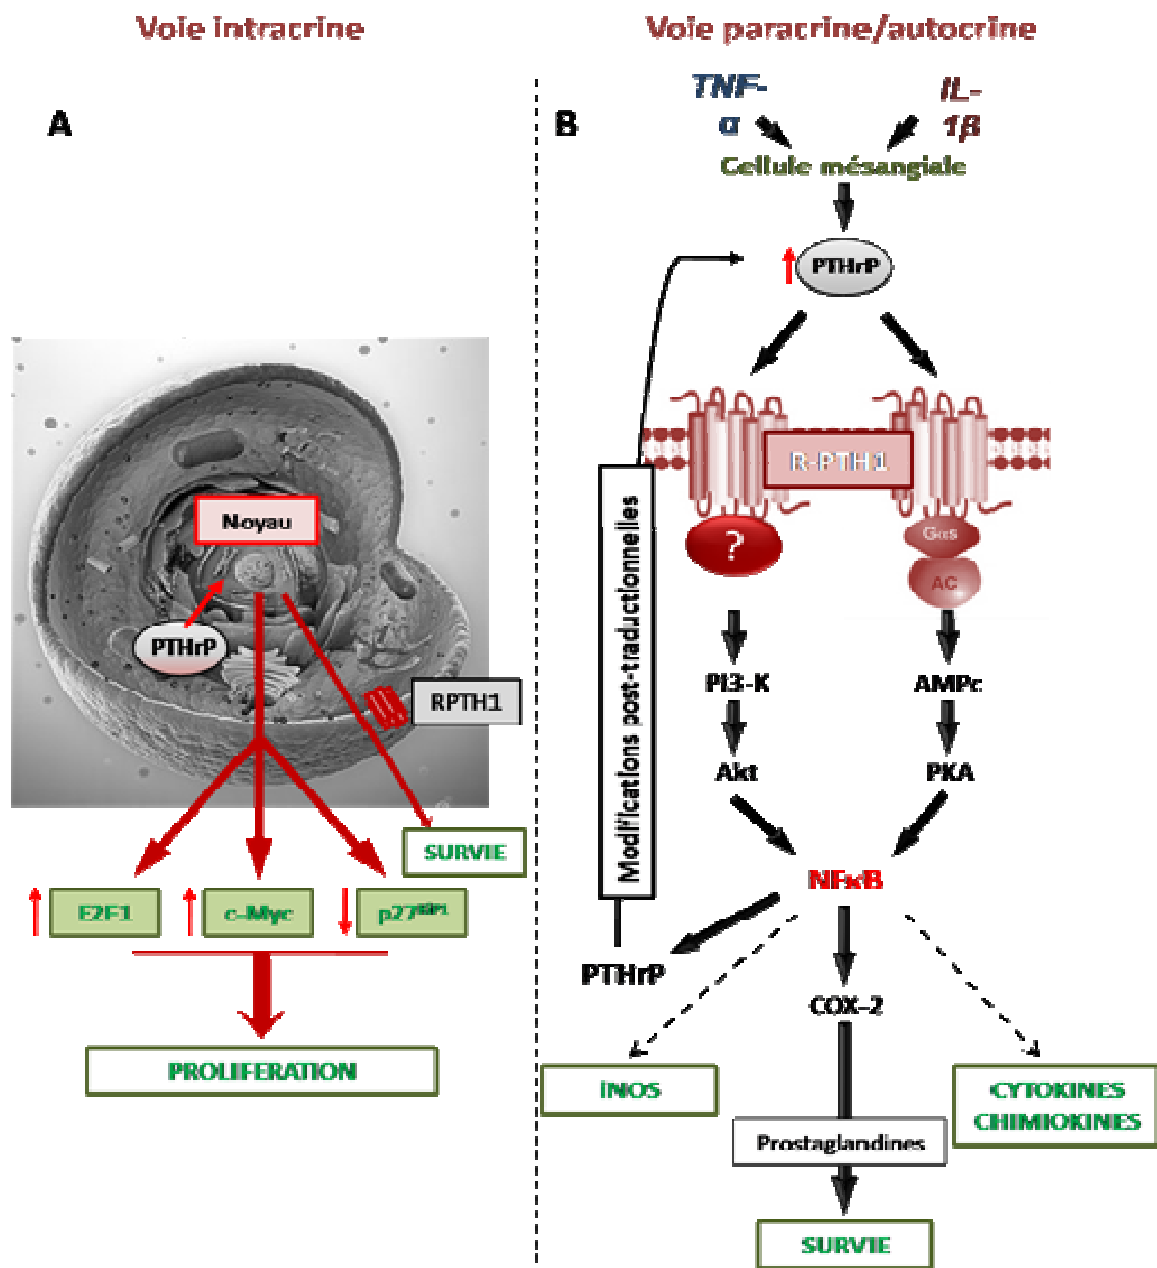 Voie intracrine
Voie paracrine/autocrine
A
Noyau
PTHrP
RPTH1
SURVIE
E2F1
c-Myc
p27KIP1
PROLIFERATION
B
TNF-
α
IL-
1β
Cellule mésangiale
PTHrP
R-PTH1
?
Gαs
AC
PI3-K
AMPc
Akt
PKA
NFκB
Modifications post-traductionnelles
PTHrP
COX-2
iNOS
CYTOKINES
CHIMIOKINES
Prostaglandines
SURVIE